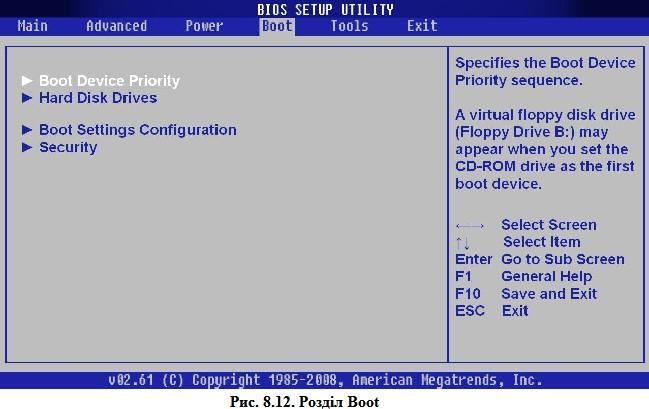 BIOS SETUP UTILITY
Main Advanced Power Boot Tools Exit
► Boot Device Priority
► Hard Disk Drives
► Boot Settings Configuration
► Security
Specifies the Boot Device
Priority sequence.
A virtual floppy disk drive
(Floppy Drive B:) may
appear when you set the
CD-ROM drive as the first
boot device.
←→ Select Screen
↑↓ Select Item
Enter Go to Sub Screen
F1 General Help
F10 Save and Exit
ESC Exit
v02.61 (C) Copyright 1985-2008, American Megatrends, Inc.
Рис. 8.12. Розділ Boot